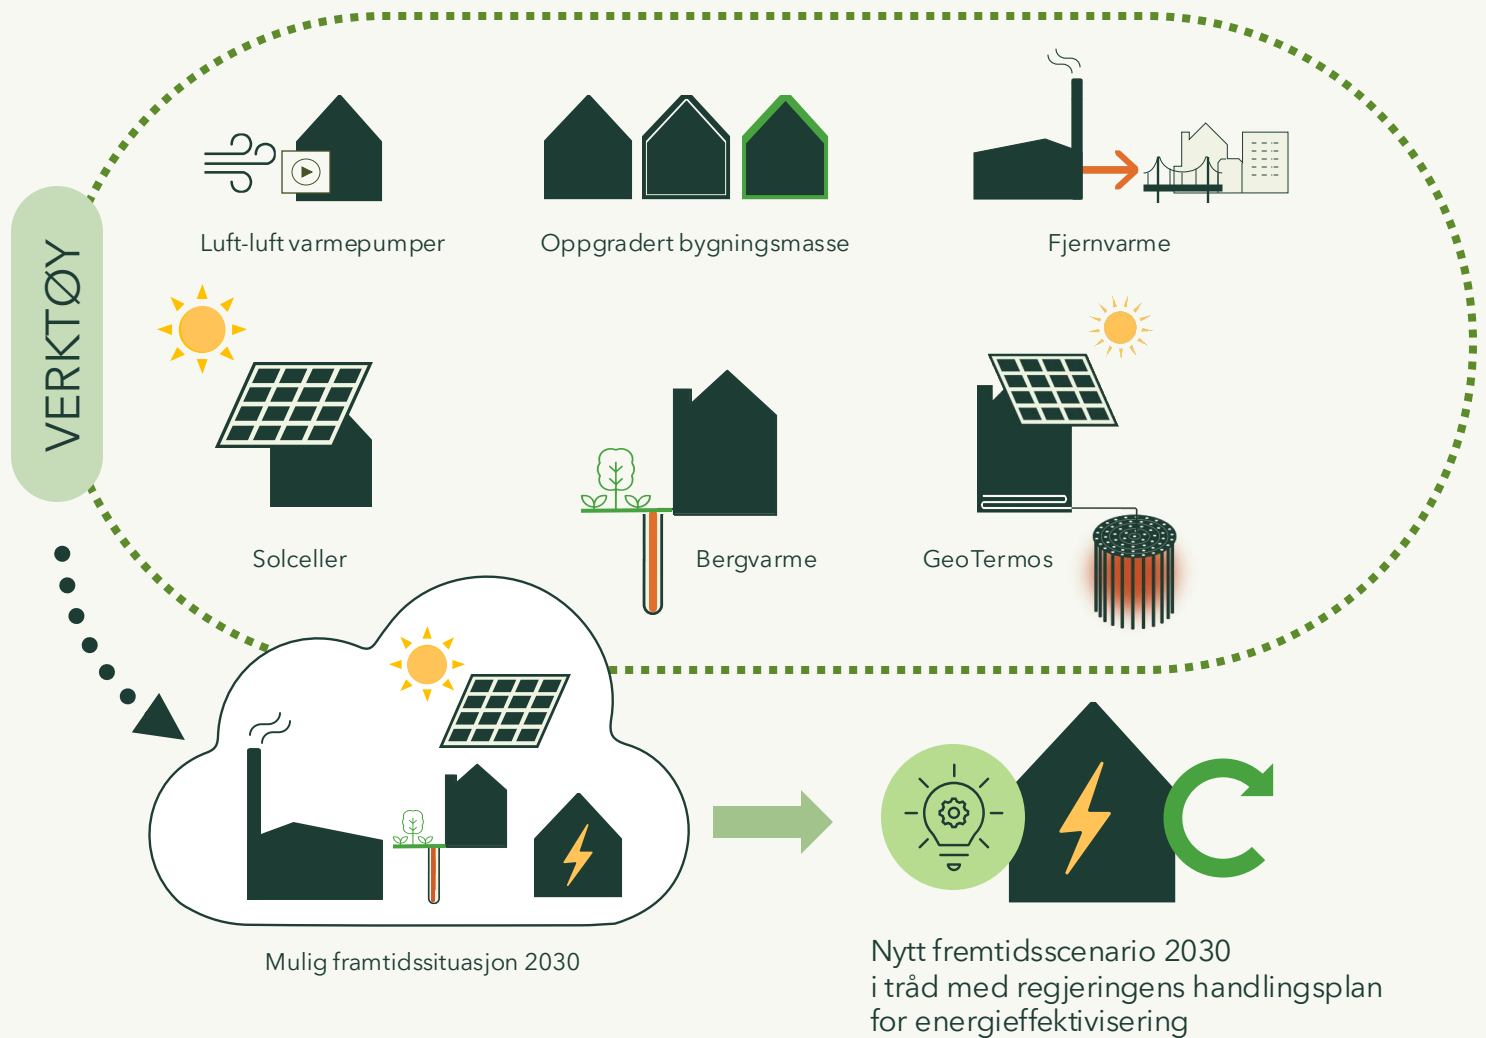 VERKTØY
Luft-luft varmepumper
Oppgradert bygningsmasse
Fjernvarme
Solceller
Bergvarme
GeoTermos
Mulig framtidssituasjon 2030
Nytt fremtidsscenario 2030
i tråd med regjeringens handlingsplan
for energieffektivisering